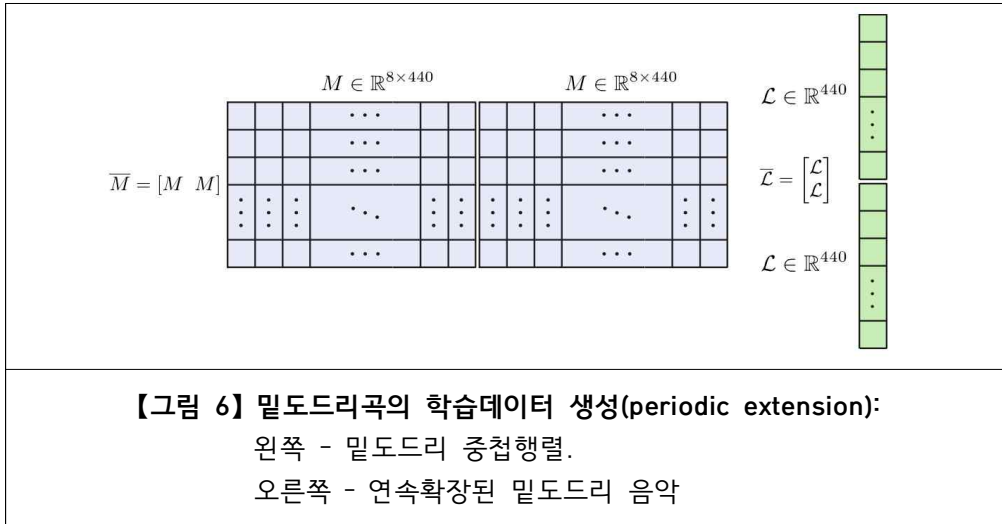 M ∈ ℝ^{8×440} M ∈ ℝ^{8×440}
ℒ ∈ ℝ^{440}
M̅ = [M M]
ℒ̅ = [ℒ ℒ]
ℒ ∈ ℝ^{440}
【그림 6】 밑도드리곡의 학습데이터 생성(periodic extension):
왼쪽 - 밑도드리 중첩행렬.
오른쪽 - 연속확장된 밑도드리 음악